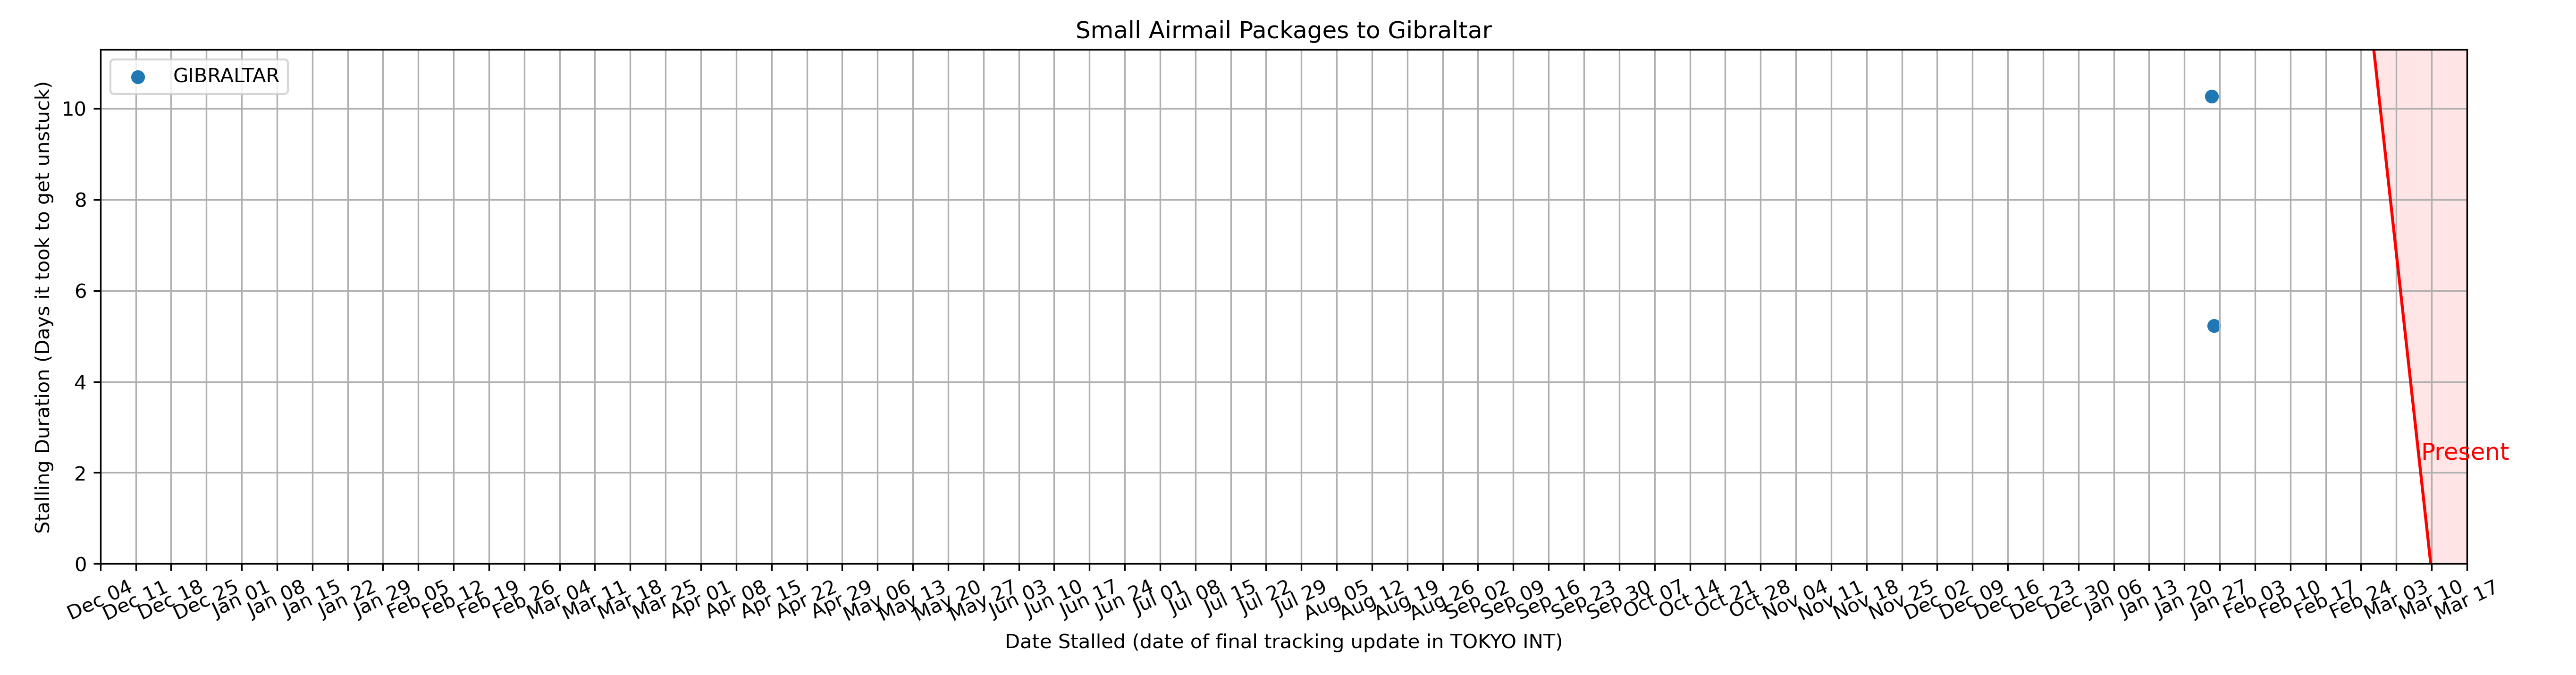 Small Airmail Packages to Gibraltar
GIBRALTAR
Stalling Duration (Days it took to get unstuck)
10
8
6
4
2
0
Present
Dec 04 Dec 11 Dec 18 Dec 25 Jan 01 Jan 08 Jan 15 Jan 22 Jan 29 Feb 05 Feb 12 Feb 19 Feb 26 Mar 04 Mar 11 Mar 18 Mar 25 Apr 01 Apr 08 Apr 15 Apr 22 Apr 29 May 06 May 13 May 20 May 27 Jun 03 Jun 10 Jun 17 Jun 24 Jul 01 Jul 08 Jul 15 Jul 22 Jul 29 Aug 05 Aug 12 Aug 19 Aug 26 Sep 02 Sep 09 Sep 16 Sep 23 Sep 30 Oct 07 Oct 14 Oct 21 Oct 28 Nov 04 Nov 11 Nov 18 Nov 25 Dec 02 Dec 09 Dec 16 Dec 23 Dec 30 Jan 06 Jan 13 Jan 20 Jan 27 Feb 03 Feb 10 Feb 17 Feb 24 Mar 03 Mar 10 Mar 17
Date Stalled (date of final tracking update in TOKYO INT)